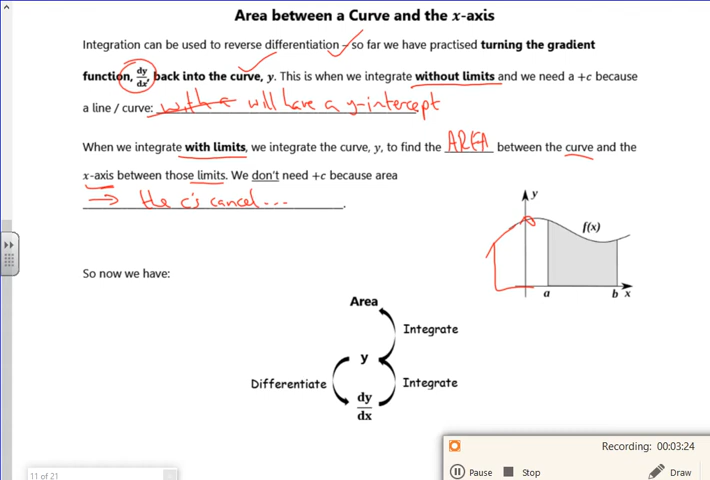 Area between a Curve and the x-axis
Integration can be used to reverse differentiation – so far we have practised turning the gradient
function, dy/dx, back into the curve, y. This is when we integrate without limits and we need a +c because
a line / curve: will have a y-intercept.
When we integrate with limits, we integrate the curve, y, to find the AREA between the curve and the
x-axis between those limits. We don't need +c because area
⇒ the c's cancel....
y
f(x)
a b x
So now we have:
Area
Integrate
y
Differentiate Integrate
dy
dx
Recording: 00:03:24
11 of 21
Pause Stop Draw